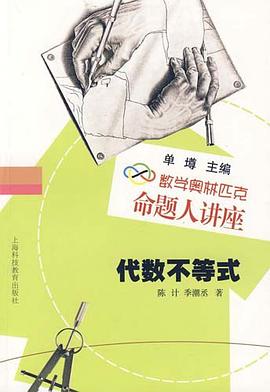 单 墫 主编
数学奥林匹克
命题人讲座
代数不等式
陈 计 季潮丞 著
上海科技教育出版社